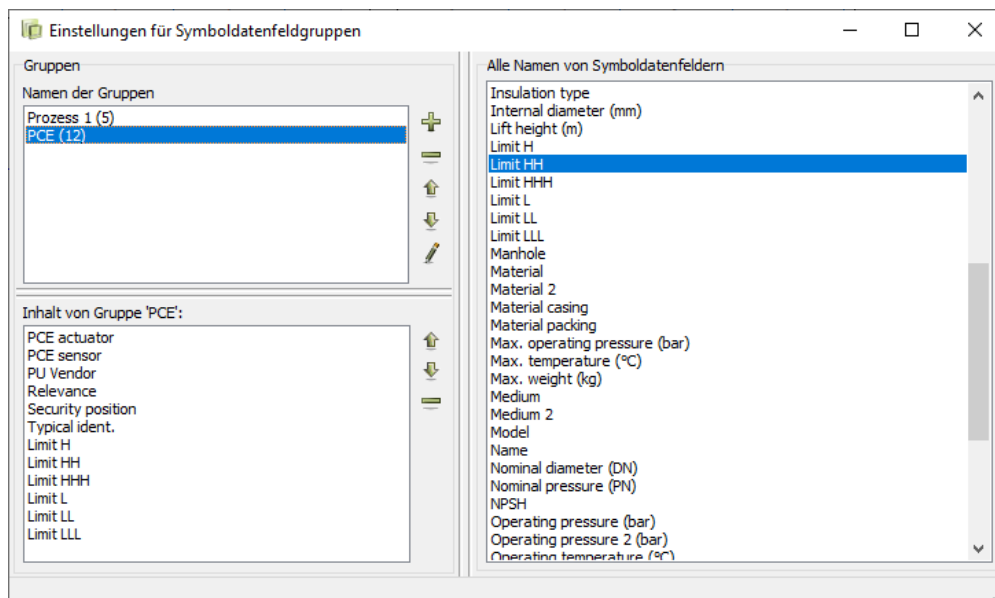 Einstellungen für Symboldatenfeldgruppen
Gruppen
Namen der Gruppen
Prozess 1 (5)
PCE (12)
Inhalt von Gruppe 'PCE':
PCE actuator
PCE sensor
PU Vendor
Relevance
Security position
Typical ident.
Limit H
Limit HH
Limit HHH
Limit L
Limit LL
Limit LLL
Alle Namen von Symboldatenfeldern
Insulation type
Internal diameter (mm)
Lift height (m)
Limit H
Limit HH
Limit HHH
Limit L
Limit LL
Limit LLL
Manhole
Material
Material 2
Material casing
Material packing
Max. operating pressure (bar)
Max. temperature (°C)
Max. weight (kg)
Medium
Medium 2
Model
Name
Nominal diameter (DN)
Nominal pressure (PN)
NPSH
Operating pressure (bar)
Operating pressure 2 (bar)
Operating temperature (°C)